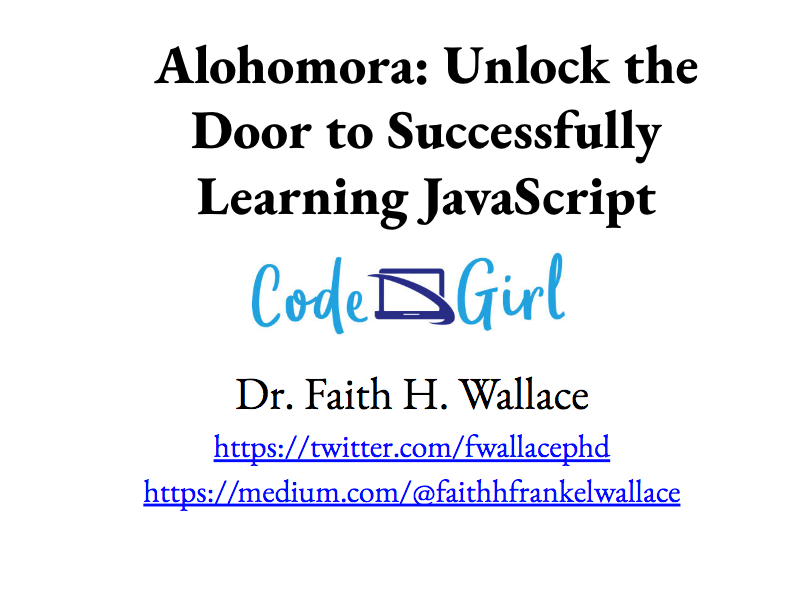 Alohomora: Unlock the
Door to Successfully
Learning JavaScript
Code Girl
Dr. Faith H. Wallace
https://twitter.com/fwallacephd
https://medium.com/@faithhfrankelwallace